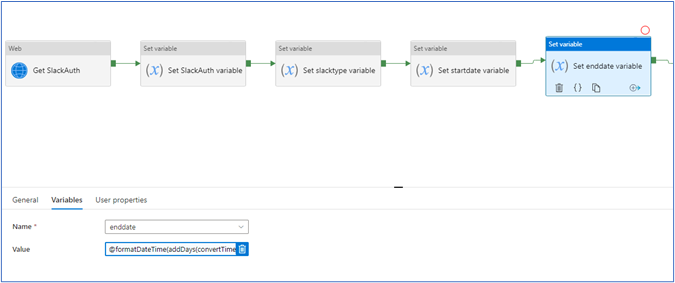 Web
Get SlackAuth
Set variable
(x) Set SlackAuth variable
Set variable
(x) Set slacktype variable
Set variable
(x) Set startdate variable
Set variable
(x) Set enddate variable
{}
General Variables User properties
Name * enddate
Value @formatDateTime(addDays(convertTime